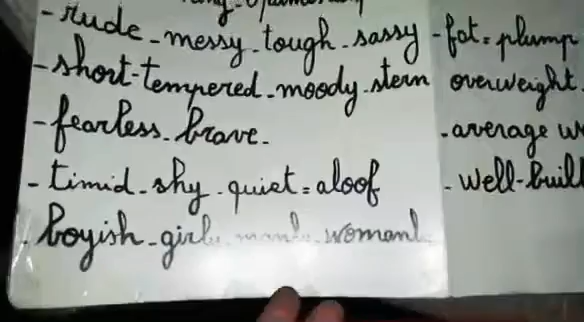 - rude - messy - tough - sassy
- short-tempered - moody - stern
- fearless - brave -
- timid - shy - quiet = aloof
- boyish - girl
- fat = plump
overweight
- average
- well-buil